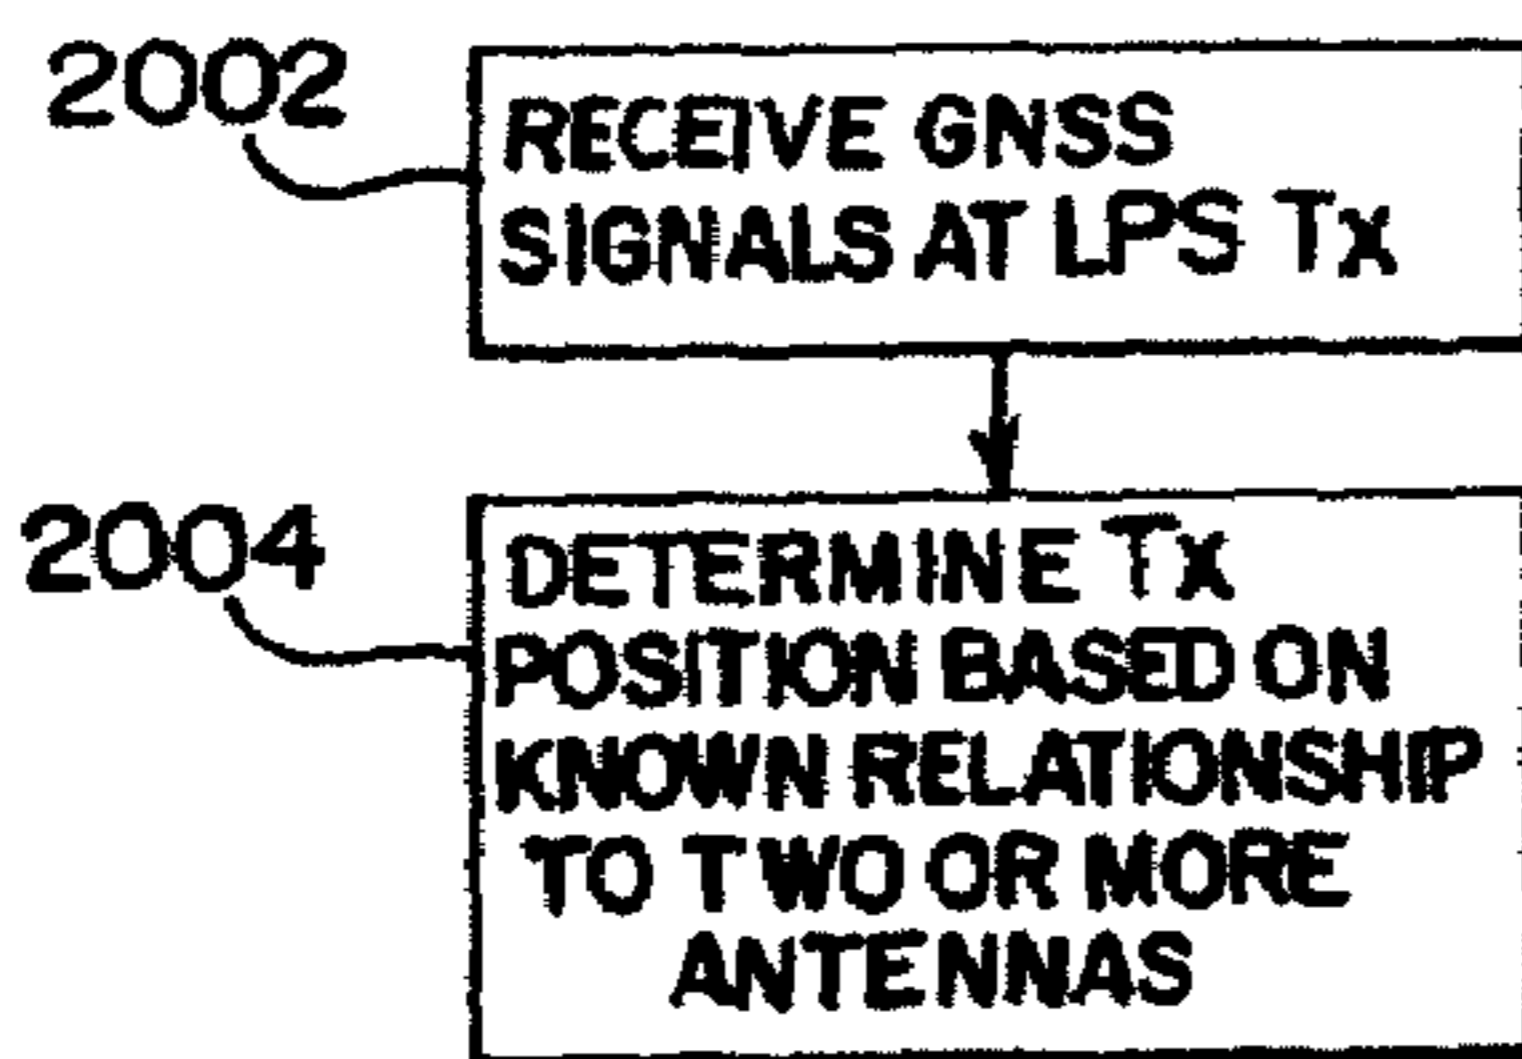 2002
RECEIVE GNSS
SIGNALS AT LPS Tx
2004
DETERMINE Tx
POSITION BASED ON
KNOWN RELATIONSHIP
TO TWO OR MORE
ANTENNAS